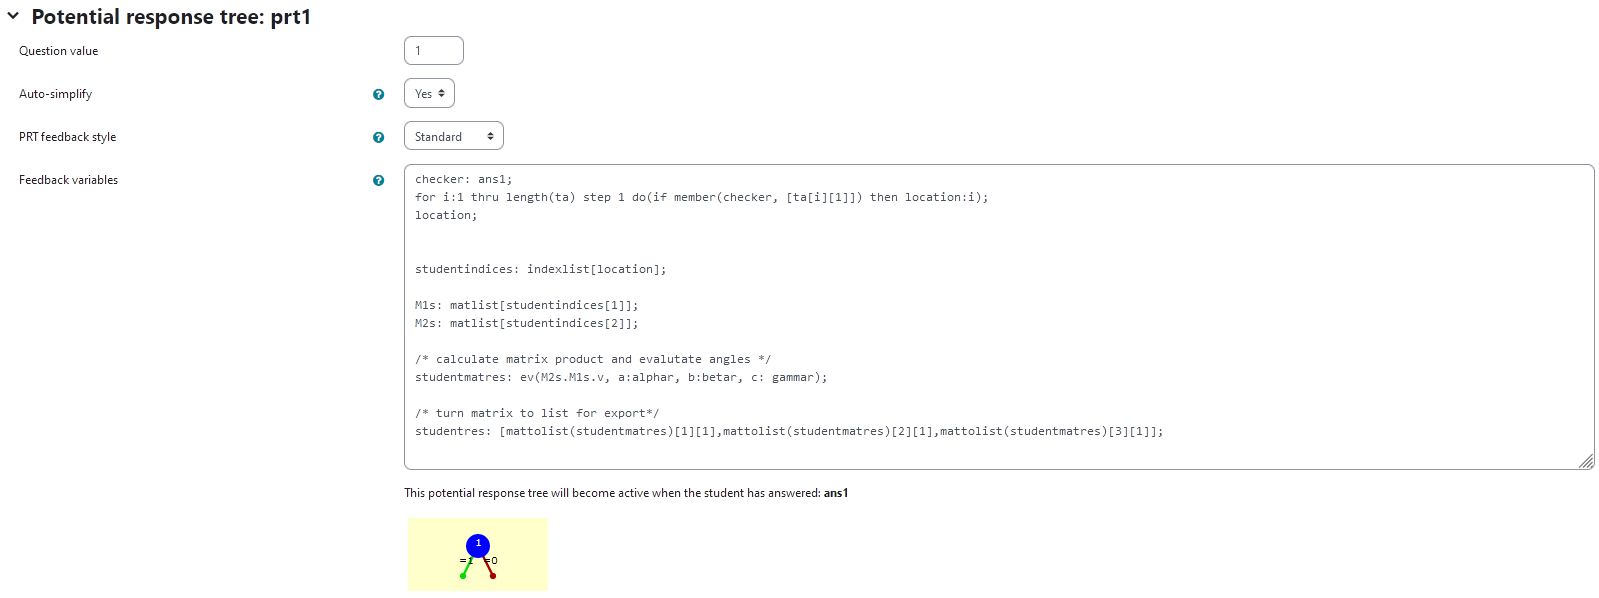 Potential response tree: prt1
Question value
1
Auto-simplify
Yes
PRT feedback style
Standard
Feedback variables
checker: ans1;
for i:1 thru length(ta) step 1 do(if member(checker, [ta[i][1]]) then location:i);
location;
studentindices: indexlist[location];
M1s: matlist[studentindices[1]];
M2s: matlist[studentindices[2]];
/* calculate matrix product and evalutate angles */
studentmatres: ev(M2s.M1s.v, a:alphar, b:betar, c: gammar);
/* turn matrix to list for export*/
studentres: [mattolist(studentmatres)[1][1],mattolist(studentmatres)[2][1],mattolist(studentmatres)[3][1]];
This potential response tree will become active when the student has answered: ans1
1
=1 =0